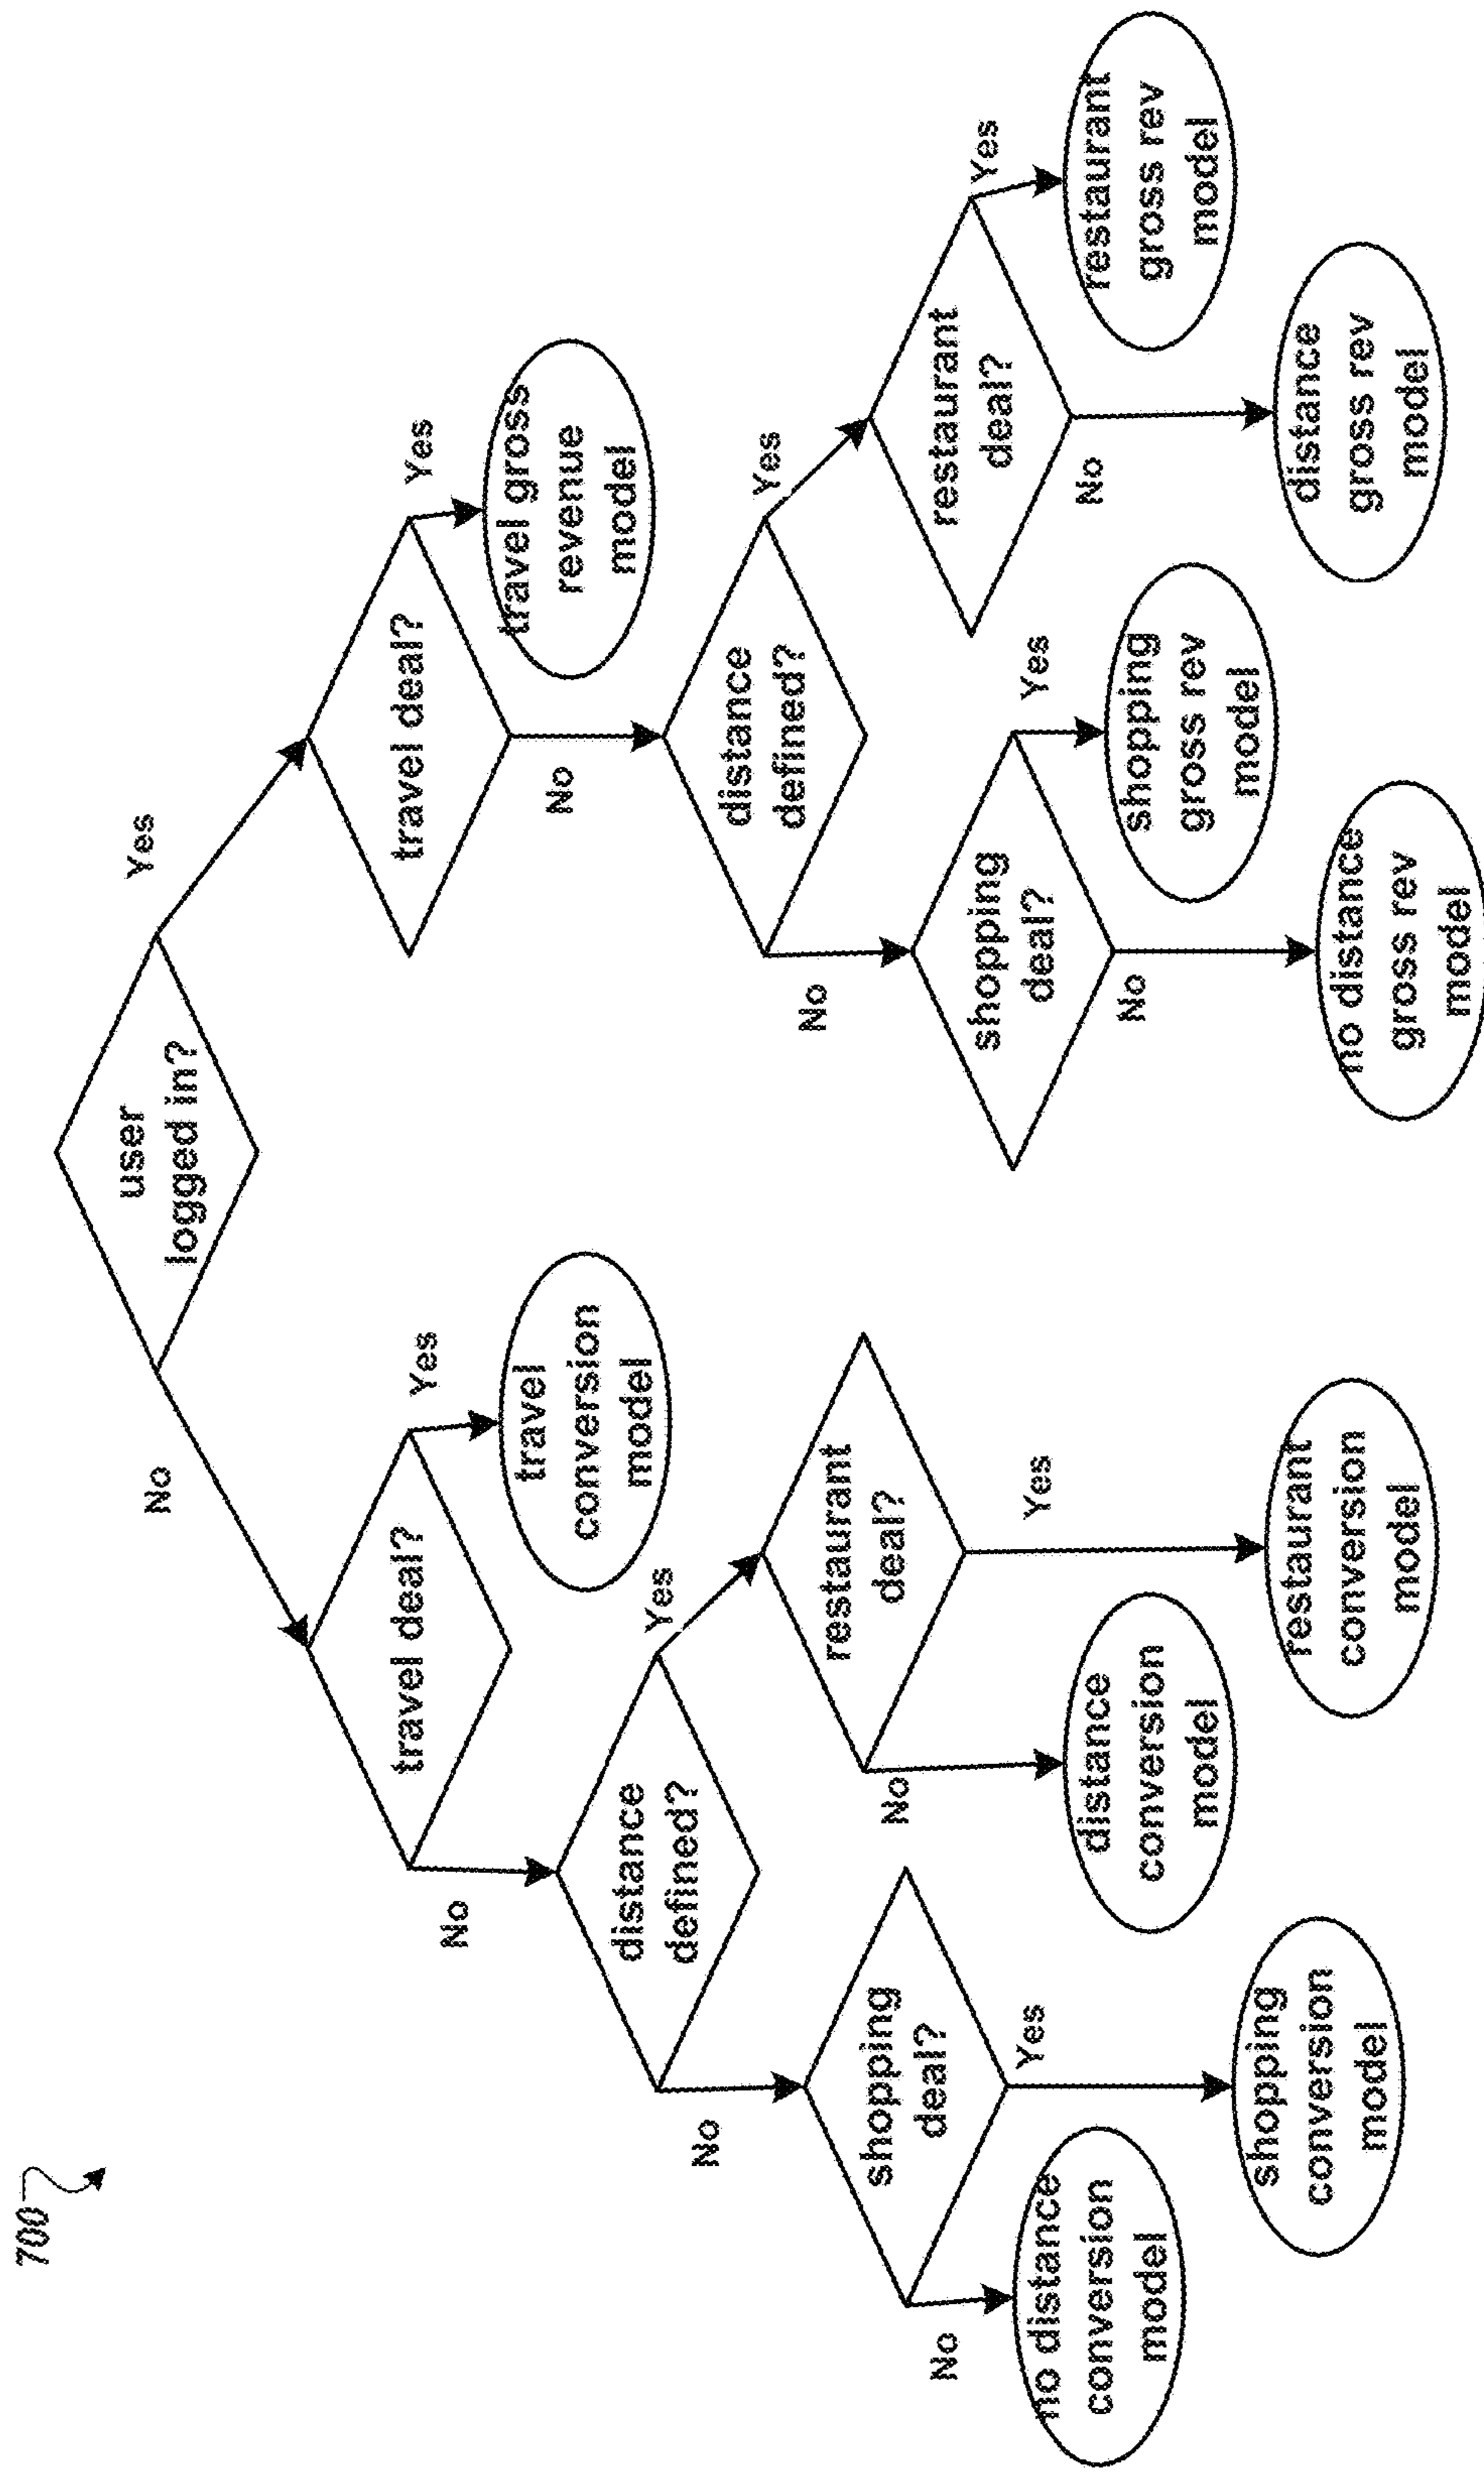 700
user
logged in?
No
Yes
travel deal?
Yes
travel
conversion
model
No
distance
defined?
Yes
restaurant
deal?
Yes
restaurant
conversion
model
No
distance
conversion
model
No
shopping
deal?
Yes
shopping
conversion
model
No
no distance
conversion
model
travel deal?
Yes
travel gross
revenue
model
No
distance
defined?
Yes
restaurant
deal?
Yes
restaurant
gross rev
model
No
distance
gross rev
model
No
shopping
deal?
Yes
shopping
gross rev
model
No
no distance
gross rev
model